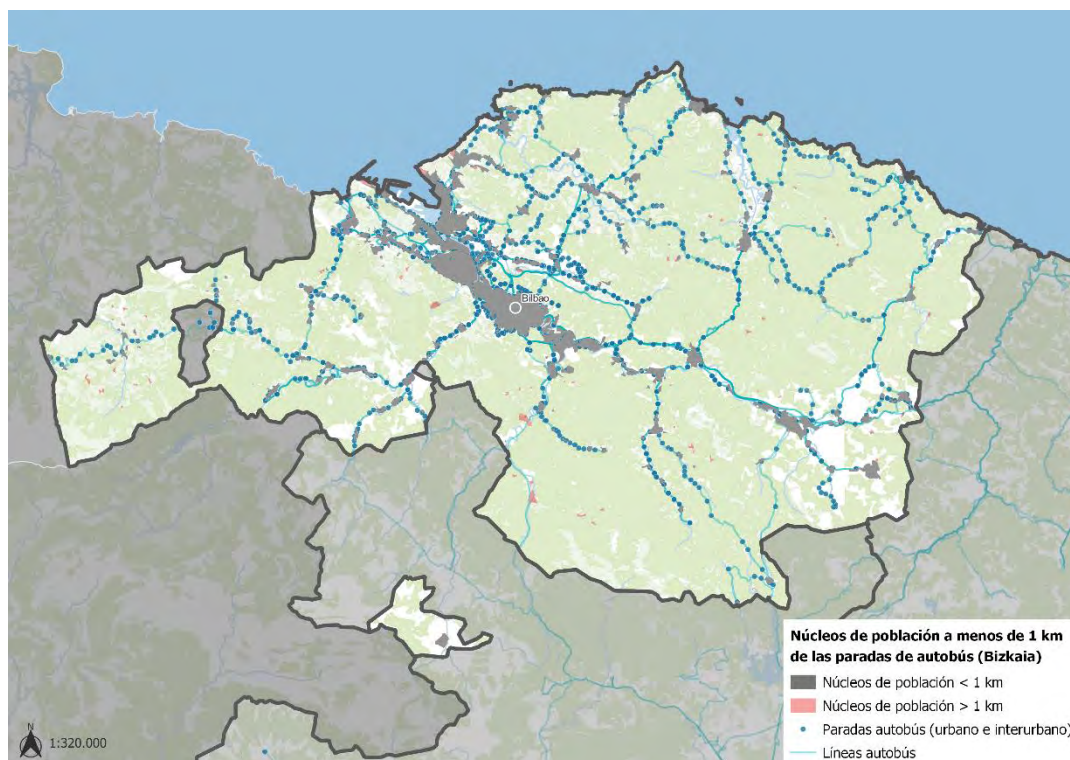 Bilbao
N
1:320.000
Núcleos de población a menos de 1 km
de las paradas de autobús (Bizkaia)
Núcleos de población < 1 km
Núcleos de población > 1 km
Paradas autobús (urbano e interurbano)
Líneas autobús